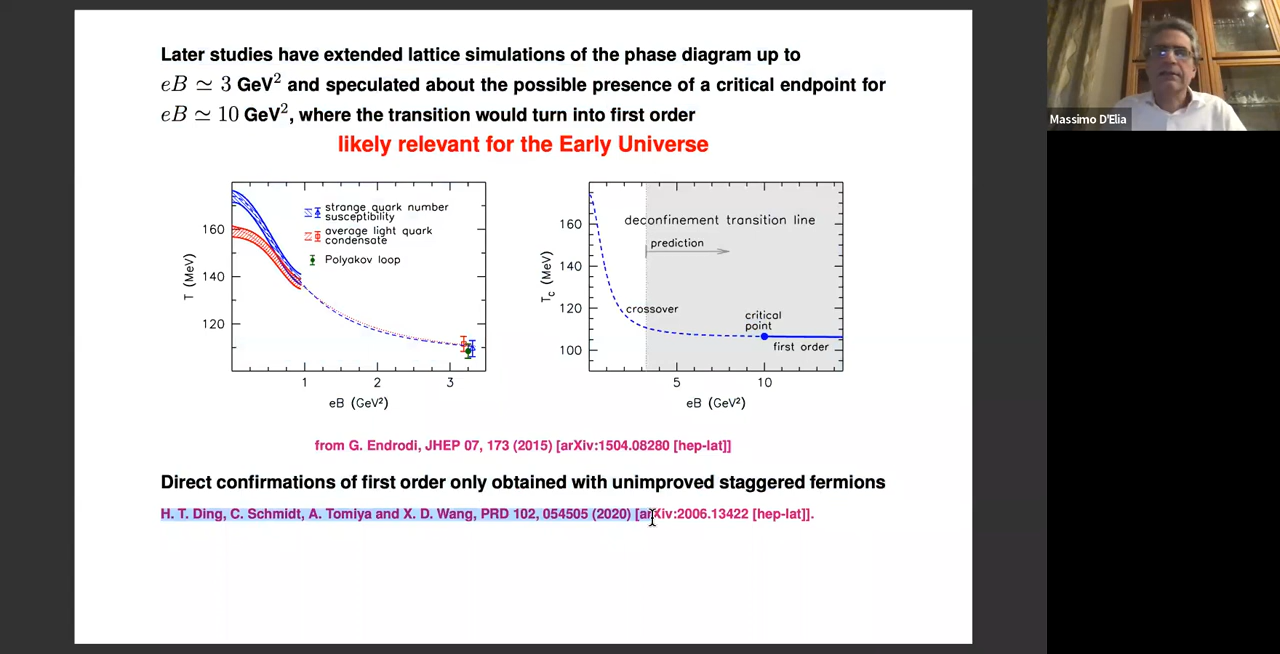 Later studies have extended lattice simulations of the phase diagram up to
eB ≃ 3 GeV² and speculated about the possible presence of a critical endpoint for
eB ≃ 10 GeV², where the transition would turn into first order
likely relevant for the Early Universe
strange quark number
susceptibility
average light quark
condensate
Polyakov loop
T (MeV)
160
140
120
1 2 3
eB (GeV²)
deconfinement transition line
prediction
crossover
critical
point
first order
T_c (MeV)
160
140
120
100
5 10
eB (GeV²)
from G. Endrodi, JHEP 07, 173 (2015) [arXiv:1504.08280 [hep-lat]]
Direct confirmations of first order only obtained with unimproved staggered fermions
H. T. Ding, C. Schmidt, A. Tomiya and X. D. Wang, PRD 102, 054505 (2020) [arXiv:2006.13422 [hep-lat]].
Massimo D'Elia